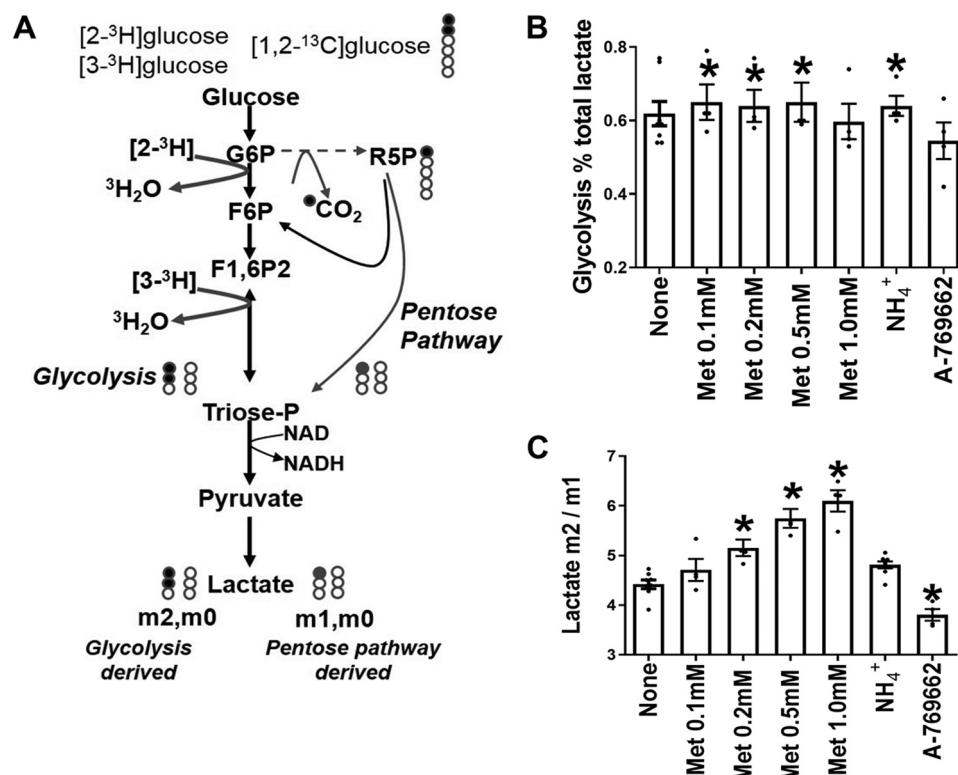 A
[2-³H]glucose
[3-³H]glucose
[1,2-¹³C]glucose
Glucose
[2-³H]
G6P
R5P
³H₂O
CO₂
F6P
[3-³H]
F1,6P2
³H₂O
Pentose
Pathway
Glycolysis
Triose-P
NAD
NADH
Pyruvate
Lactate
m2,m0
m1,m0
Glycolysis
derived
Pentose pathway
derived
B
Glycolysis % total lactate
0.8
0.6
0.4
0.2
None
Met 0.1mM
Met 0.2mM
Met 0.5mM
Met 1.0mM
NH₄⁺
A-769662
* * * *
C
Lactate m2 / m1
7
6
5
4
3
None
Met 0.1mM
Met 0.2mM
Met 0.5mM
Met 1.0mM
NH₄⁺
A-769662
* * * *